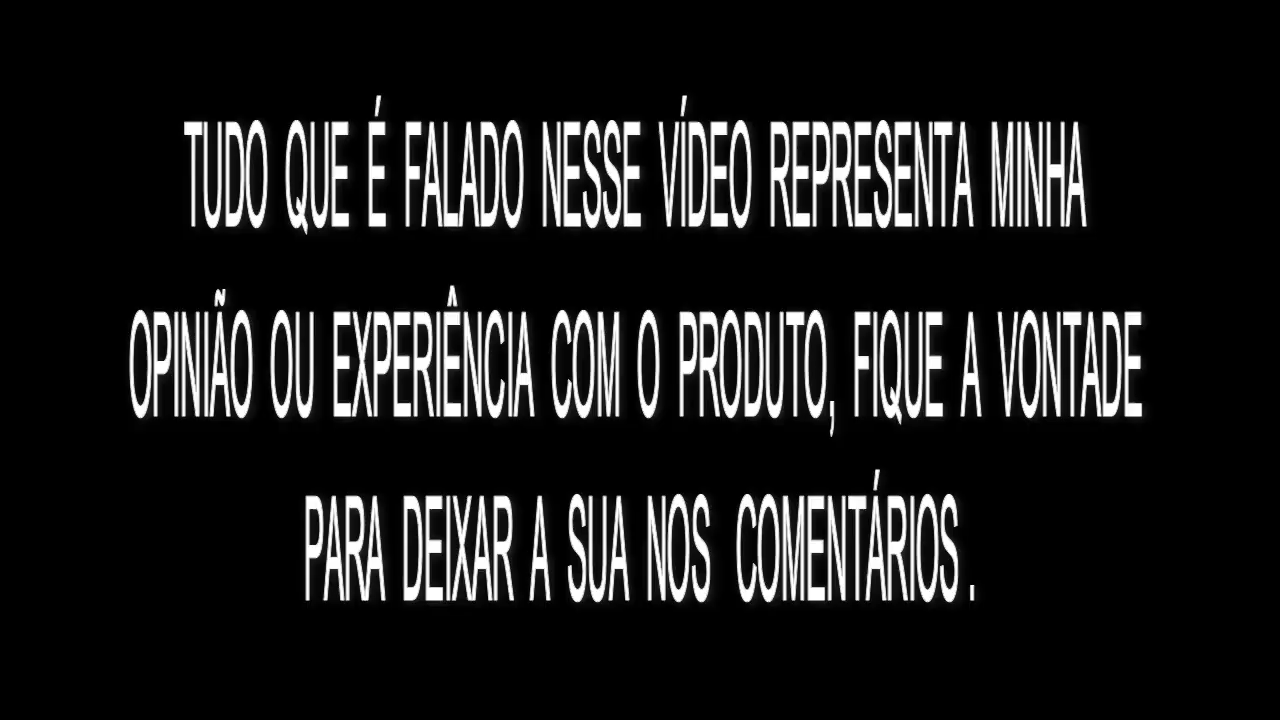 TUDO QUE É FALADO NESSE VÍDEO REPRESENTA MINHA
OPINIÃO OU EXPERIÊNCIA COM O PRODUTO, FIQUE A VONTADE
PARA DEIXAR A SUA NOS COMENTÁRIOS.